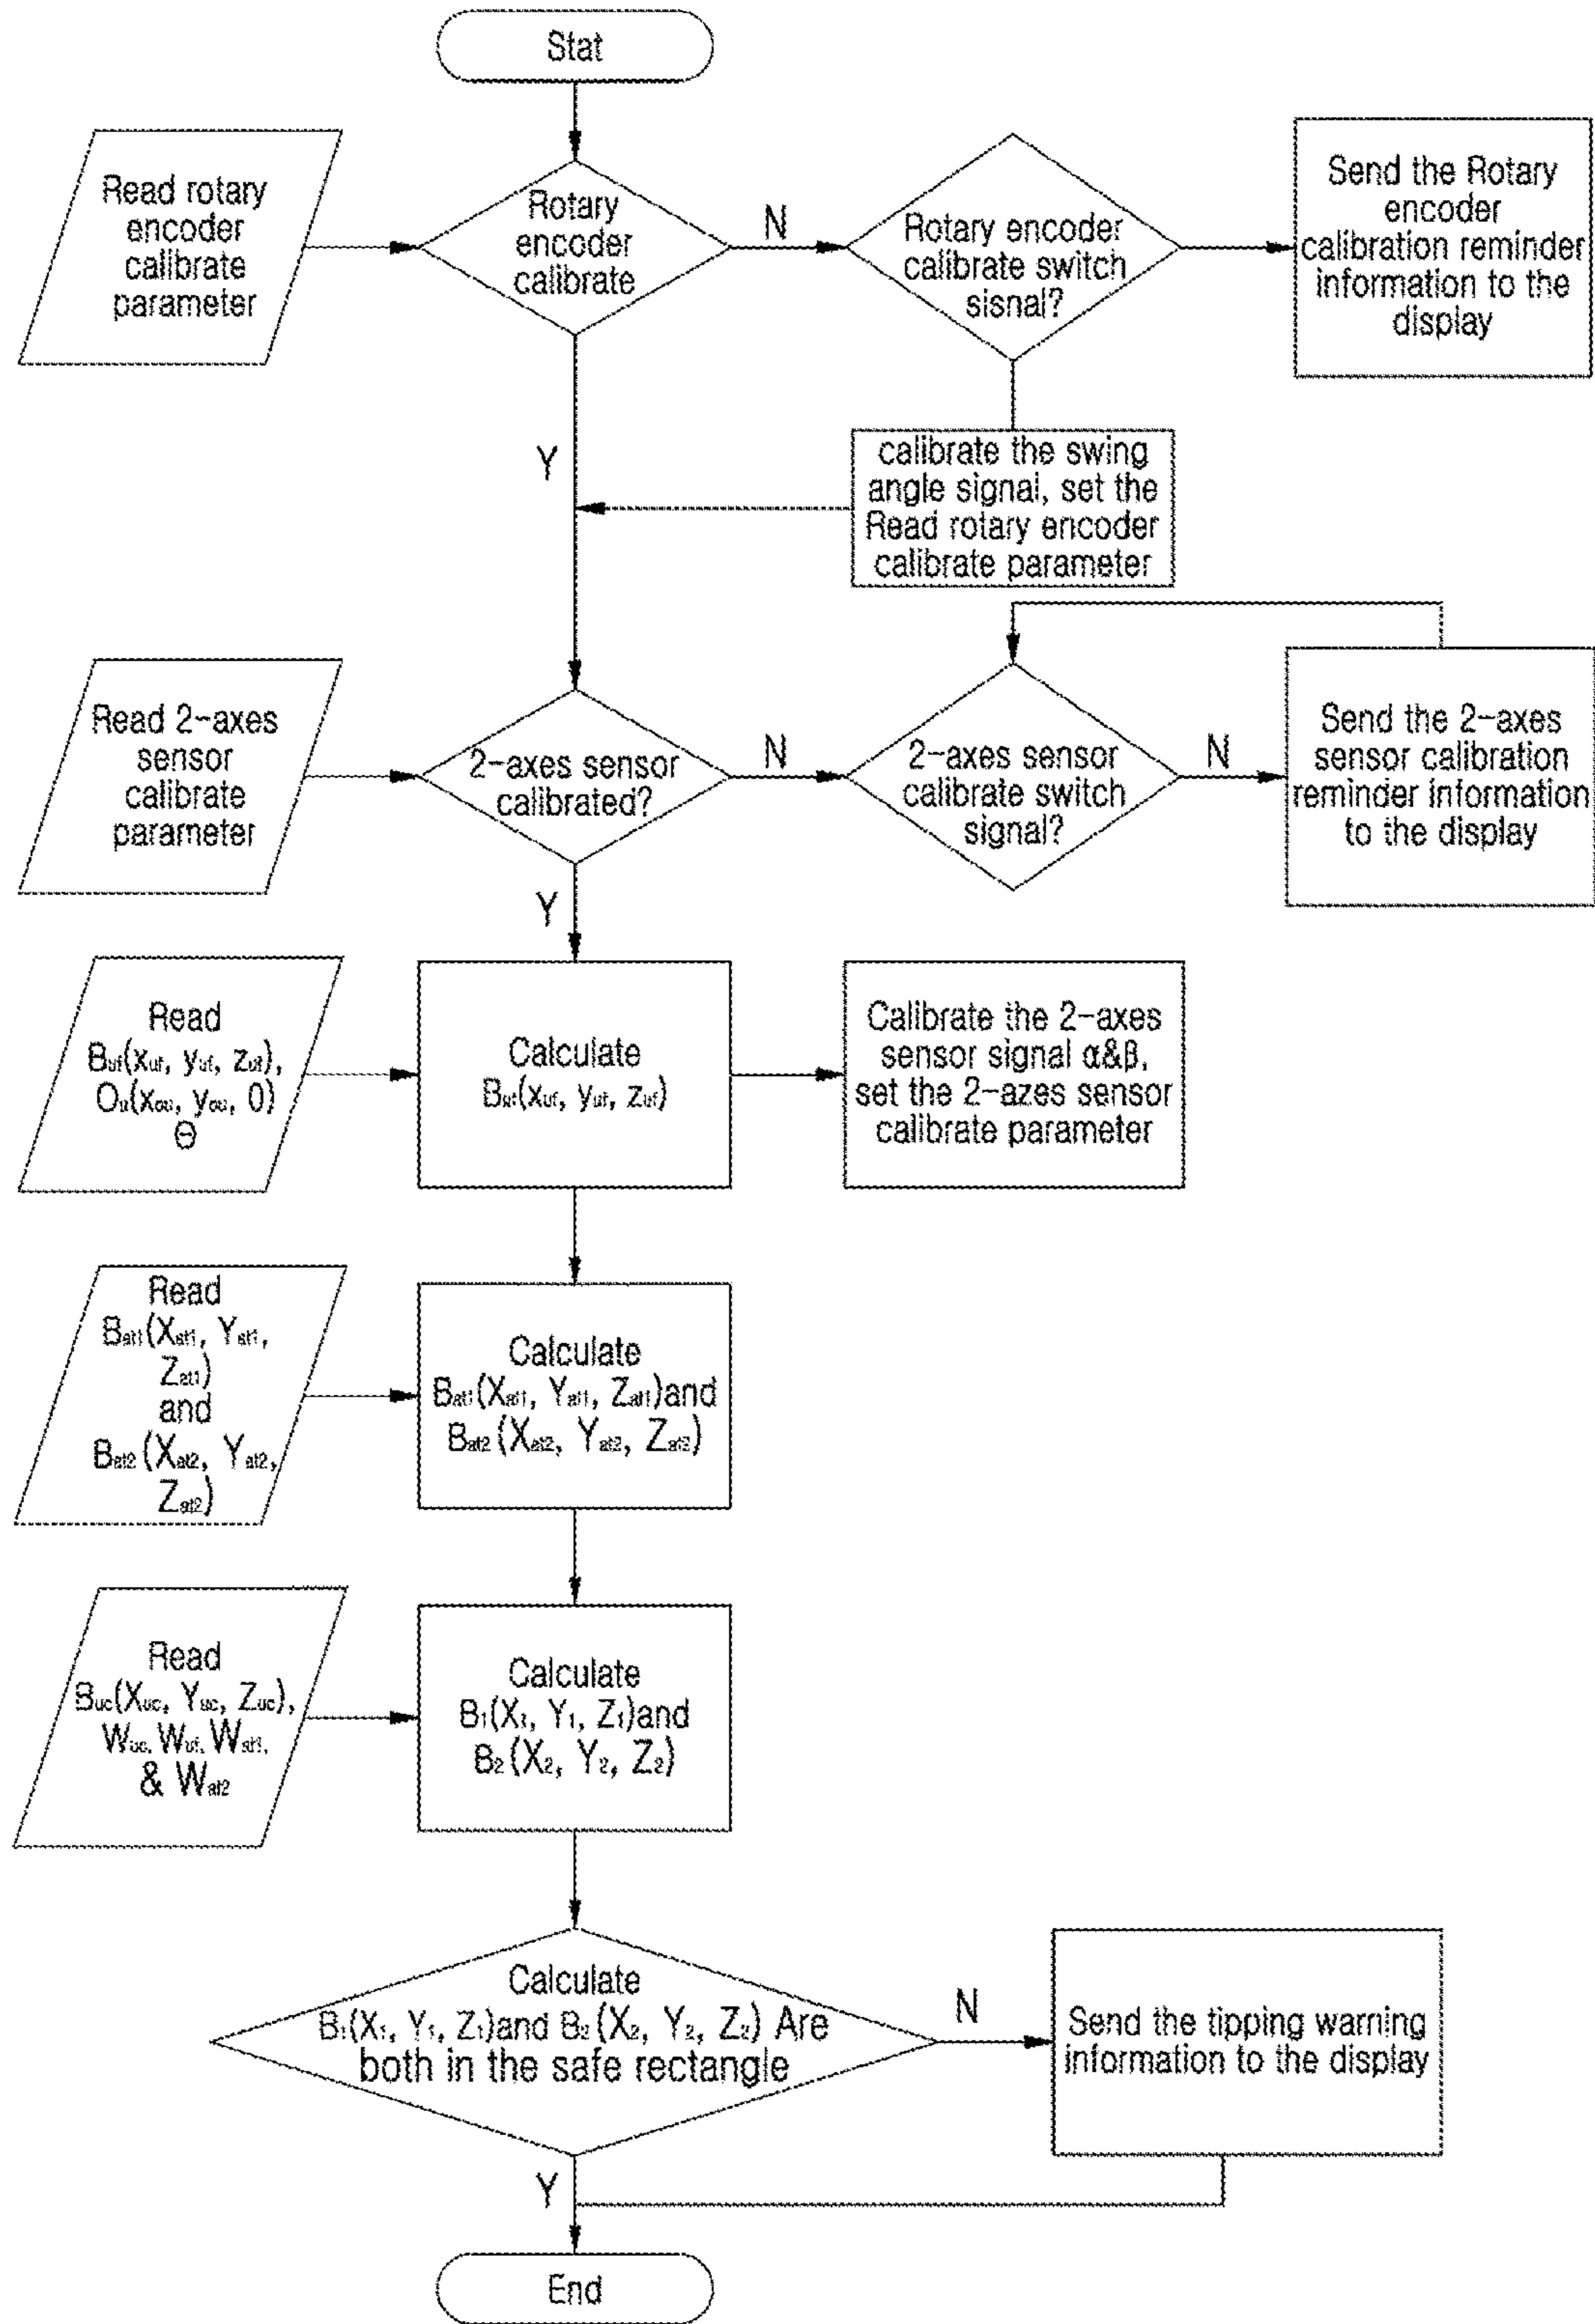 Stat
Read rotary
encoder
calibrate
parameter
Rotary
encoder
calibrate
N
Rotary encoder
calibrate switch
sisnal?
Send the Rotary
encoder
calibration reminder
information to the
display
Y
calibrate the swing
angle signal, set the
Read rotary encoder
calibrate parameter
Read 2-axes
sensor
calibrate
parameter
2-axes sensor
calibrated?
N
2-axes sensor
calibrate switch
signal?
N
Send the 2-axes
sensor calibration
reminder information
to the display
Y
Read
Buf(xuf, yuf, zuf),
Ou(xou, you, 0)
Θ
Calculate
(xuf, yuf, zuf)
Calibrate the 2-axes
sensor signal α&β,
set the 2-azes sensor
calibrate parameter
Read
Bat1(Xat1, Yat1,
Zat1)
and
Bat2(Xat2, Yat2,
Zat2)
Calculate
Bat1(Xat1, Yat1, Zat1)and
Bat2(Xat2, Yat2, Zat2)
Read
Buc(Xuc, Yuc, Zuc),
Wuc, Wuf, Wat1,
& Wat2
Calculate
B1(X1, Y1, Z1)and
B2(X2, Y2, Z2)
Calculate
B1(X1, Y1, Z1)and B2(X2, Y2, Z2) Are
both in the safe rectangle
N
Send the tipping warning
information to the display
Y
End